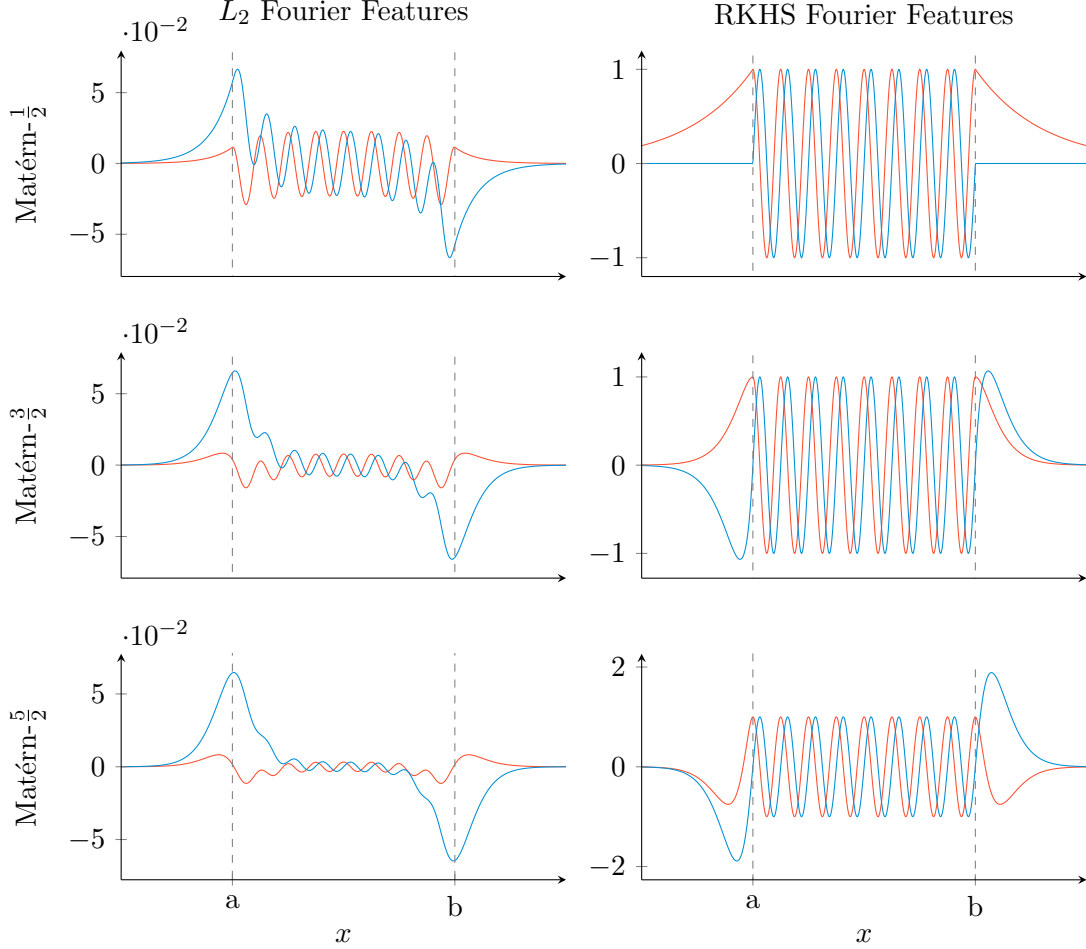 L₂ Fourier Features
RKHS Fourier Features
·10⁻²
Matérn-½
5
0
−5
1
0
−1
·10⁻²
Matérn-3/2
5
0
−5
1
0
−1
·10⁻²
Matérn-5/2
5
0
−5
2
0
−2
a
b
a
b
x
x